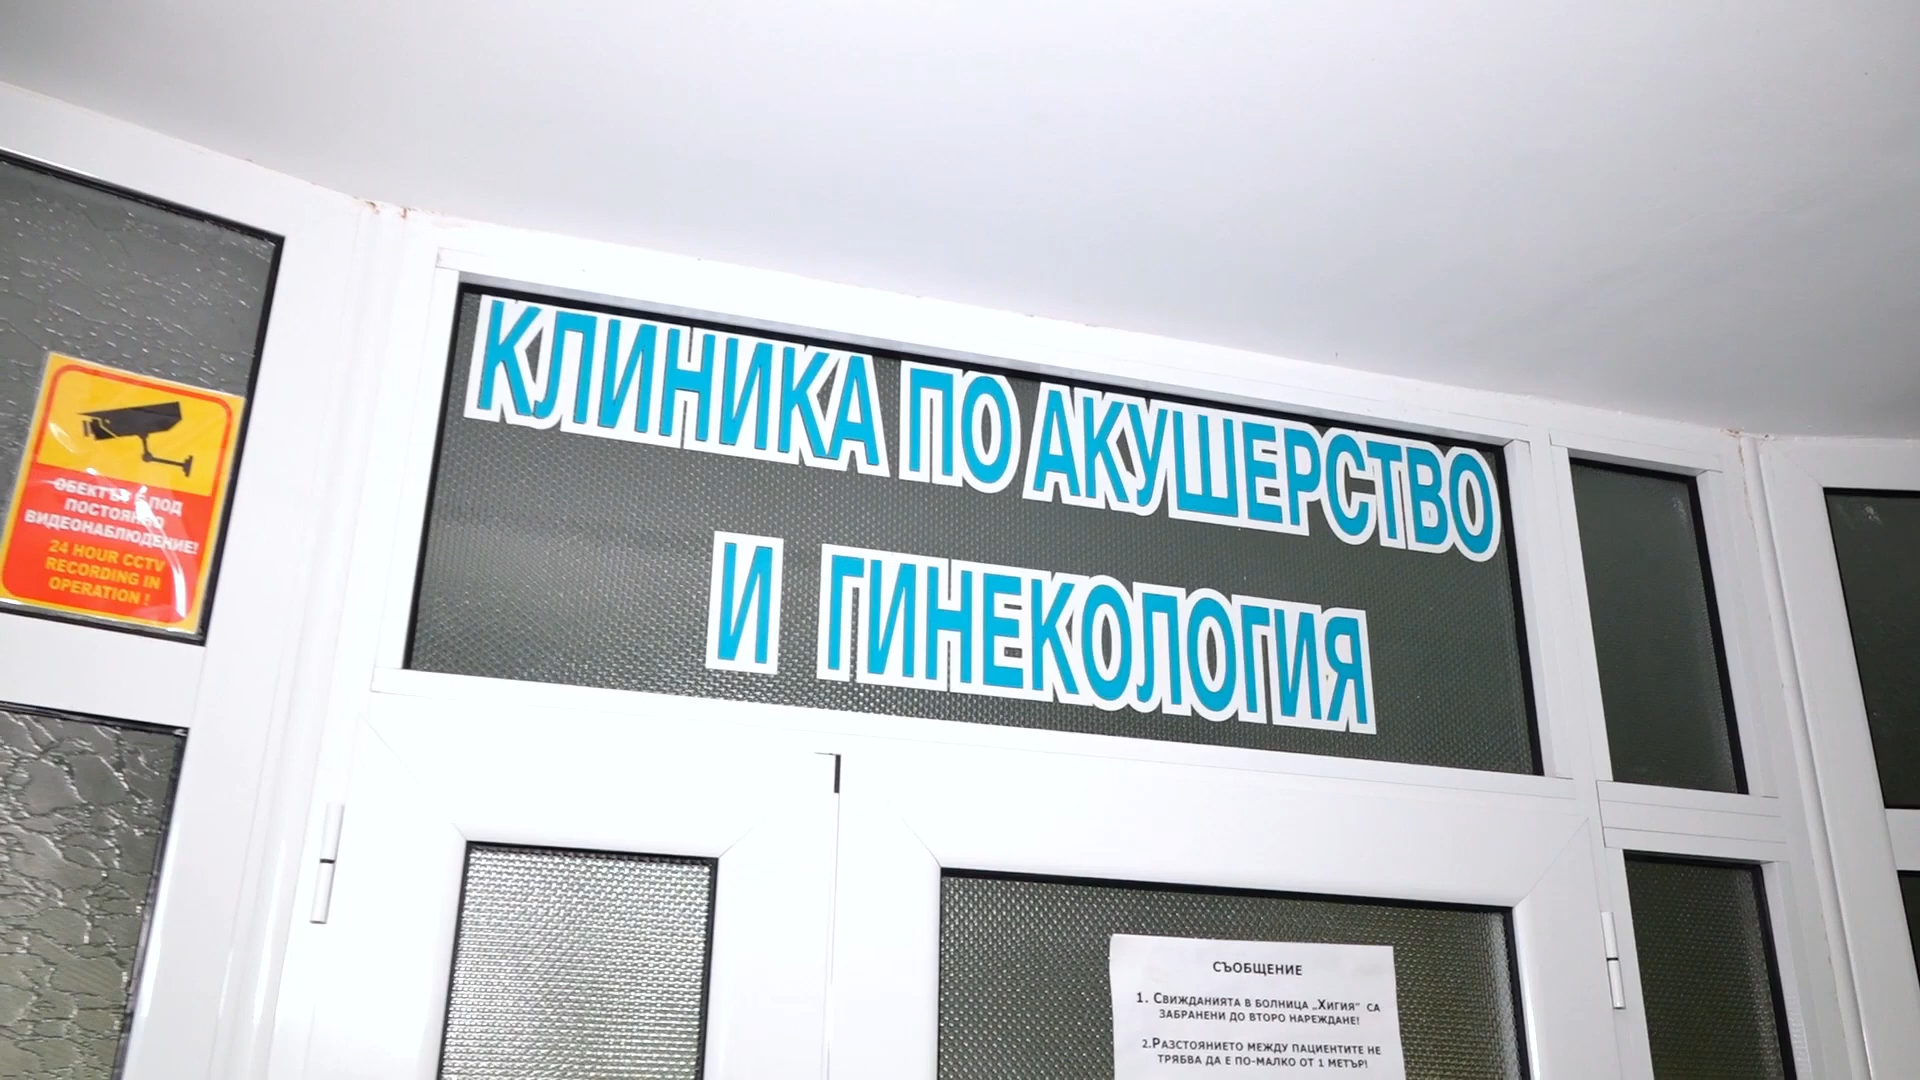 КЛИНИКА ПО АКУШЕРСТВО
И ГИНЕКОЛОГИЯ
ОБЕКТЪТ Е ПОД
ПОСТОЯННО
ВИДЕОНАБЛЮДЕНИЕ!
24 HOUR CCTV
RECORDING IN
OPERATION !
СЪОБЩЕНИЕ
1. СВИЖДАНИЯТА В БОЛНИЦА „ХИГИЯ" СА
ЗАБРАНЕНИ ДО ВТОРО НАРЕЖДАНЕ!
2.РАЗСТОЯНИЕТО МЕЖДУ ПАЦИЕНТИТЕ НЕ
ТРЯБВА ДА Е ПО-МАЛКО ОТ 1 МЕТЪР!